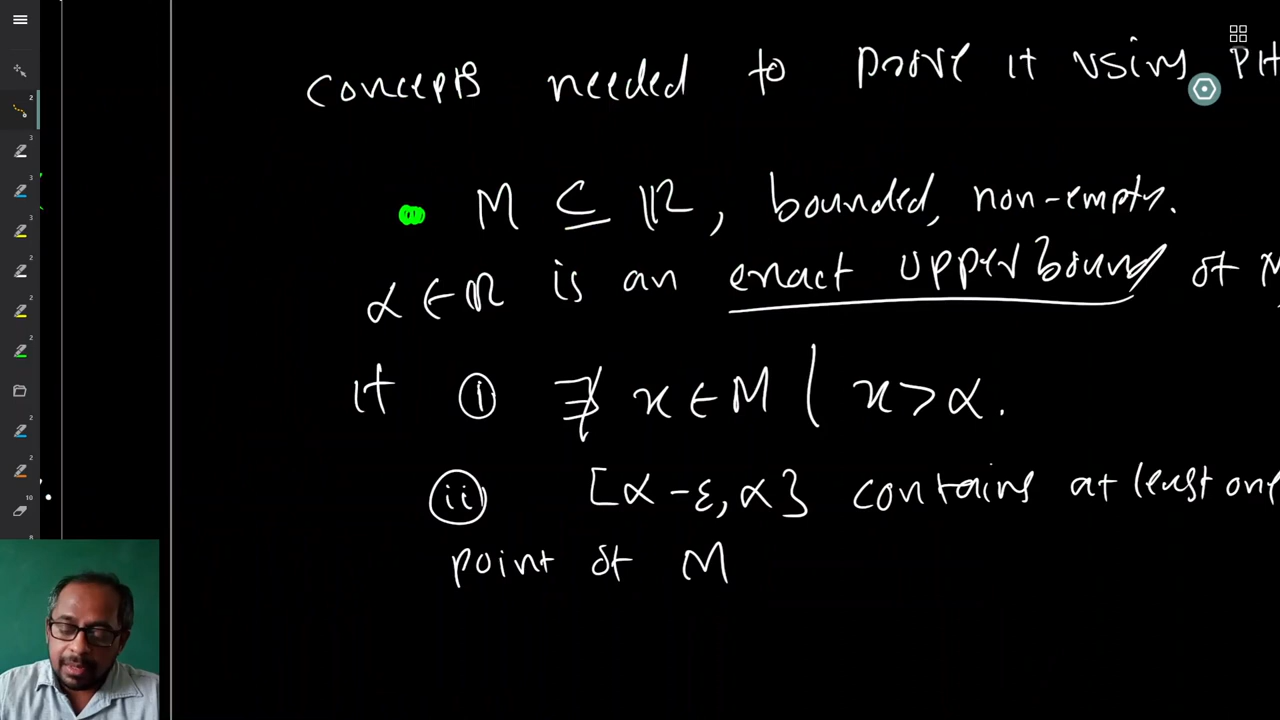 concepts needed to prove it using PH
M ⊆ ℝ, bounded, non-empty.
α ∈ ℝ is an exact upper bound of M
if (i) ∄ x ∈ M | x > α.
(ii) [α - ε, α] contains at least one
point of M